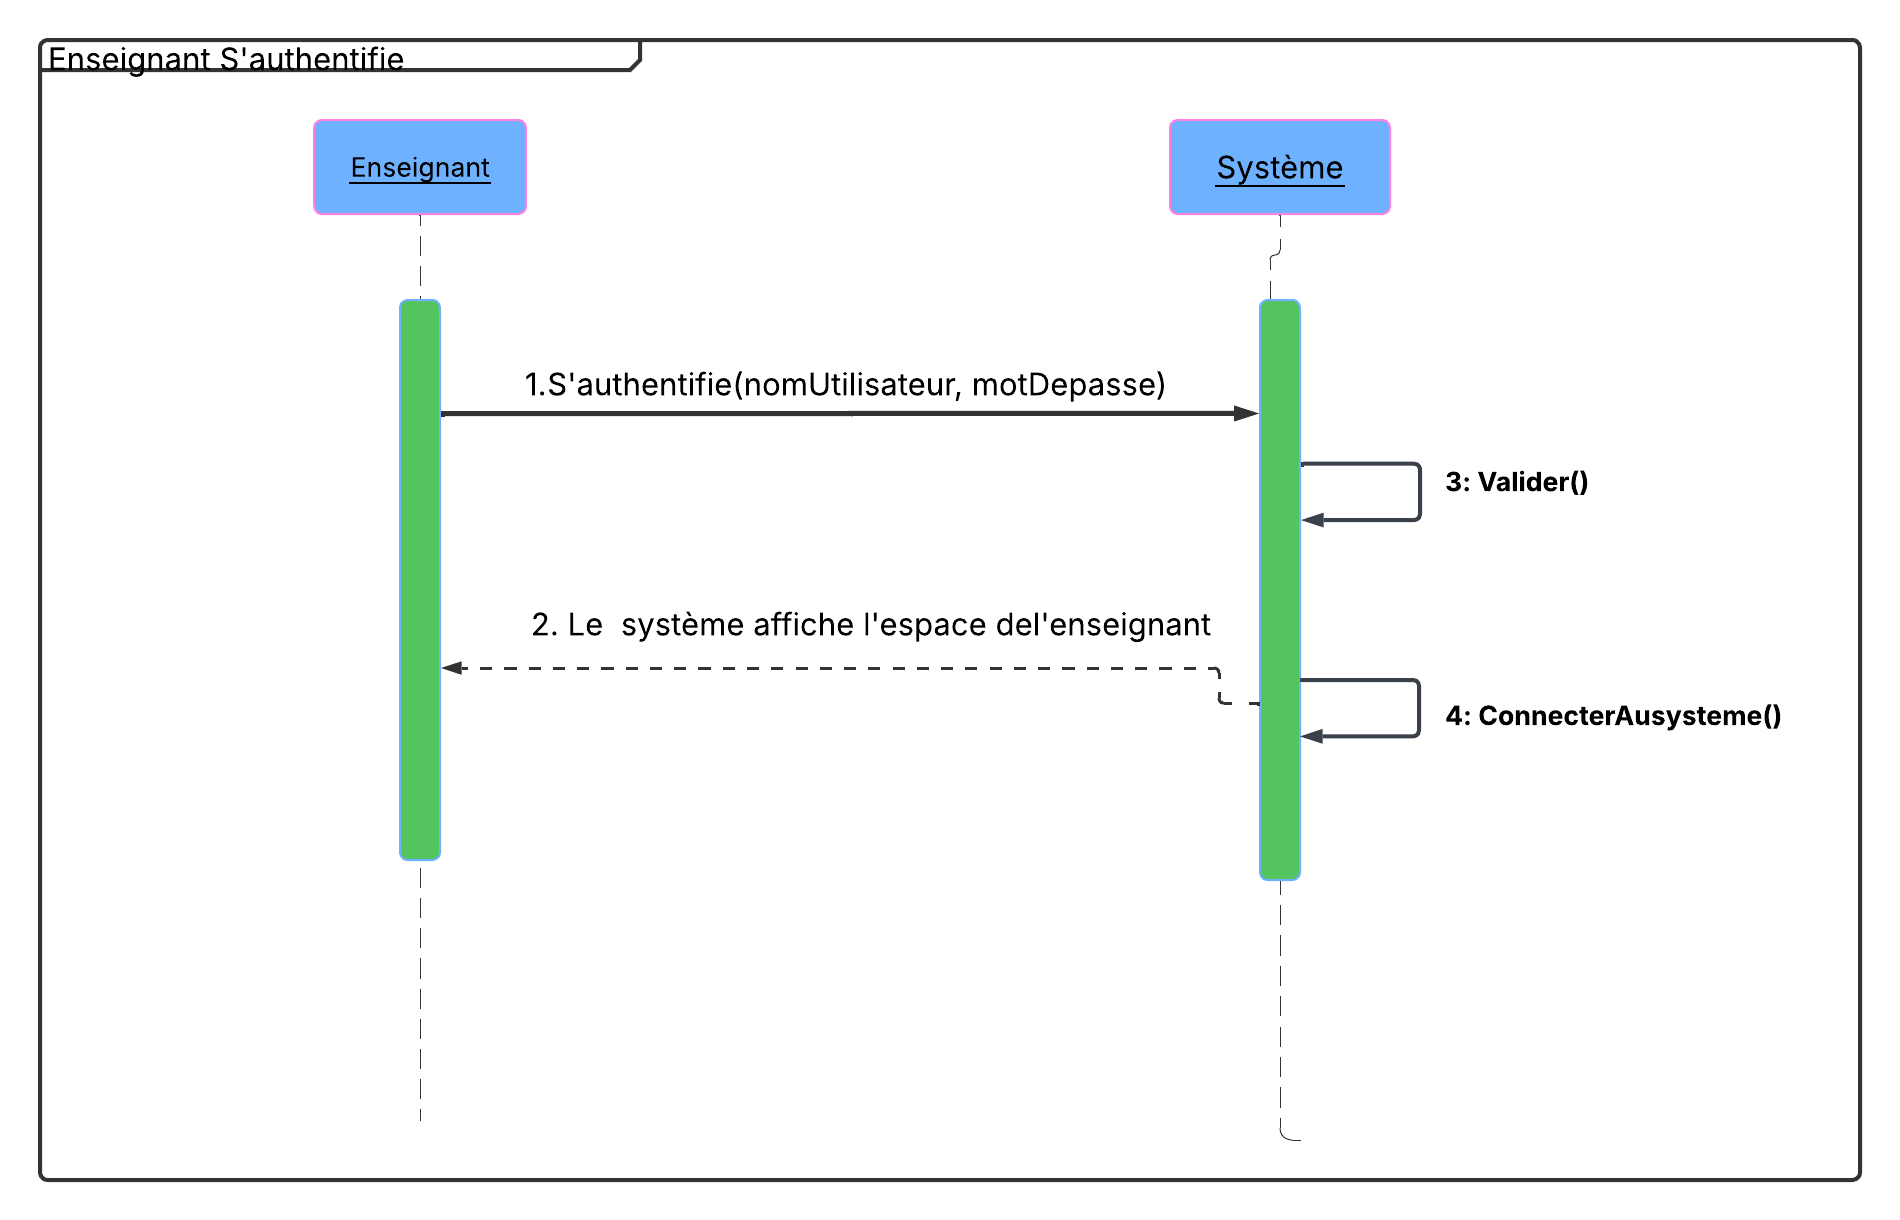 Enseignant S'authentifie
Enseignant
Système
1.S'authentifie(nomUtilisateur, motDepasse)
3: Valider()
2. Le  système affiche l'espace del'enseignant
4: ConnecterAusysteme()